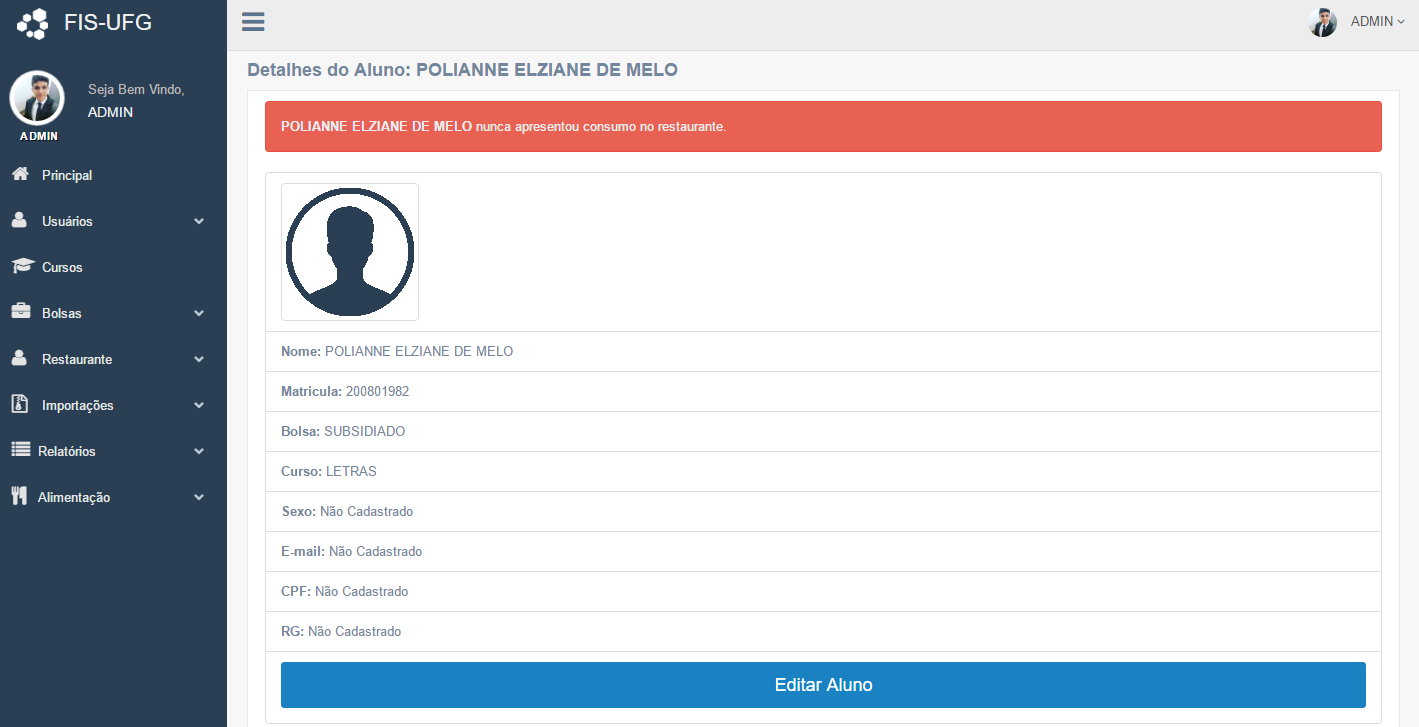 FIS-UFG
ADMIN
Seja Bem Vindo,
ADMIN
ADMIN
Principal
Usuários
Cursos
Bolsas
Restaurante
Importações
Relatórios
Alimentação
Detalhes do Aluno: POLIANNE ELZIANE DE MELO
POLIANNE ELZIANE DE MELO nunca apresentou consumo no restaurante.
Nome: POLIANNE ELZIANE DE MELO
Matricula: 200801982
Bolsa: SUBSIDIADO
Curso: LETRAS
Sexo: Não Cadastrado
E-mail: Não Cadastrado
CPF: Não Cadastrado
RG: Não Cadastrado
Editar Aluno